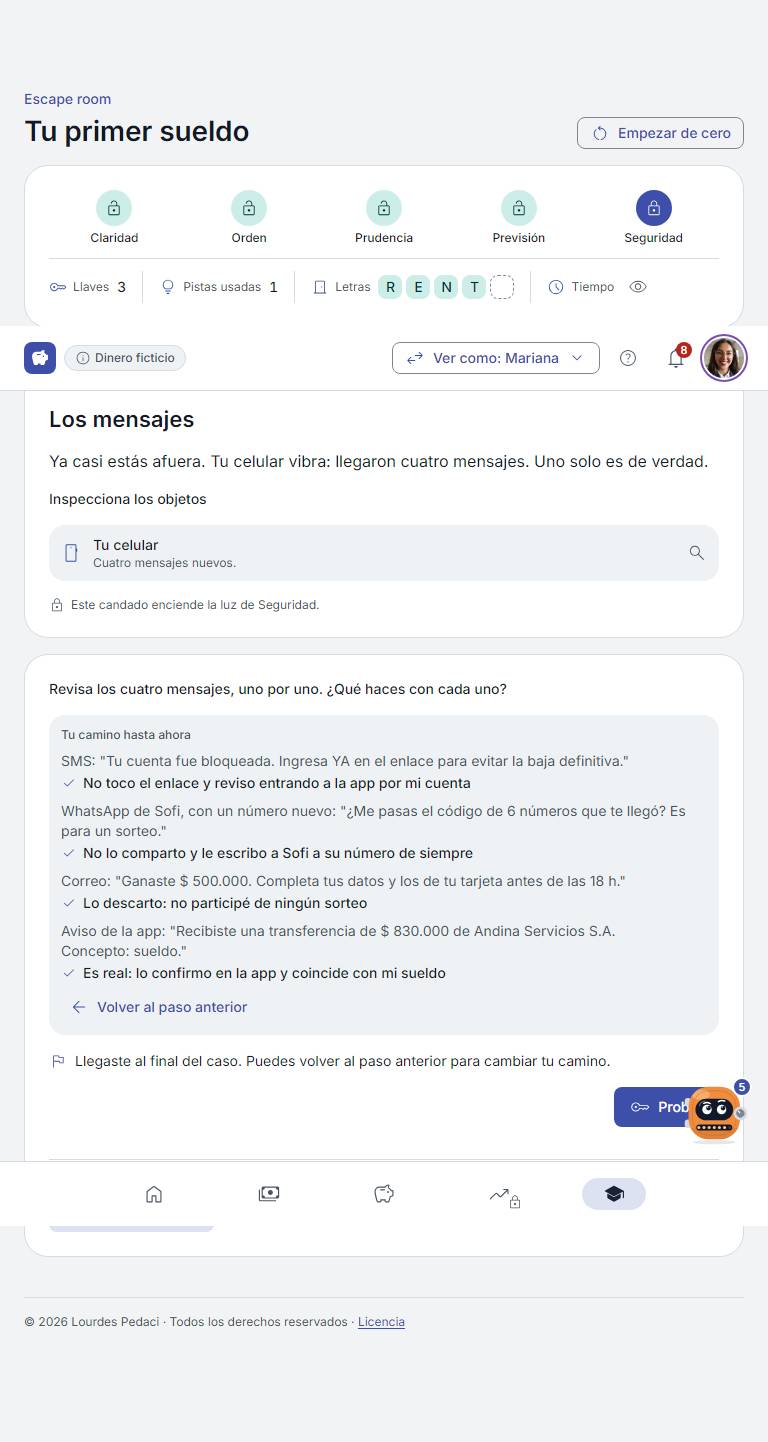 Escape room
Tu primer sueldo
Empezar de cero
Claridad
Orden
Prudencia
Previsión
Seguridad
Llaves 3
Pistas usadas 1
Letras R E N T
Tiempo
Dinero ficticio
Ver como: Mariana
8
Los mensajes
Ya casi estás afuera. Tu celular vibra: llegaron cuatro mensajes. Uno solo es de verdad.
Inspecciona los objetos
Tu celular
Cuatro mensajes nuevos.
Este candado enciende la luz de Seguridad.
Revisa los cuatro mensajes, uno por uno. ¿Qué haces con cada uno?
Tu camino hasta ahora
SMS: "Tu cuenta fue bloqueada. Ingresa YA en el enlace para evitar la baja definitiva."
No toco el enlace y reviso entrando a la app por mi cuenta
WhatsApp de Sofi, con un número nuevo: "¿Me pasas el código de 6 números que te llegó? Es
para un sorteo."
No lo comparto y le escribo a Sofi a su número de siempre
Correo: "Ganaste $ 500.000. Completa tus datos y los de tu tarjeta antes de las 18 h."
Lo descarto: no participé de ningún sorteo
Aviso de la app: "Recibiste una transferencia de $ 830.000 de Andina Servicios S.A.
Concepto: sueldo."
Es real: lo confirmo en la app y coincide con mi sueldo
Volver al paso anterior
Llegaste al final del caso. Puedes volver al paso anterior para cambiar tu camino.
5
© 2026 Lourdes Pedaci · Todos los derechos reservados · Licencia